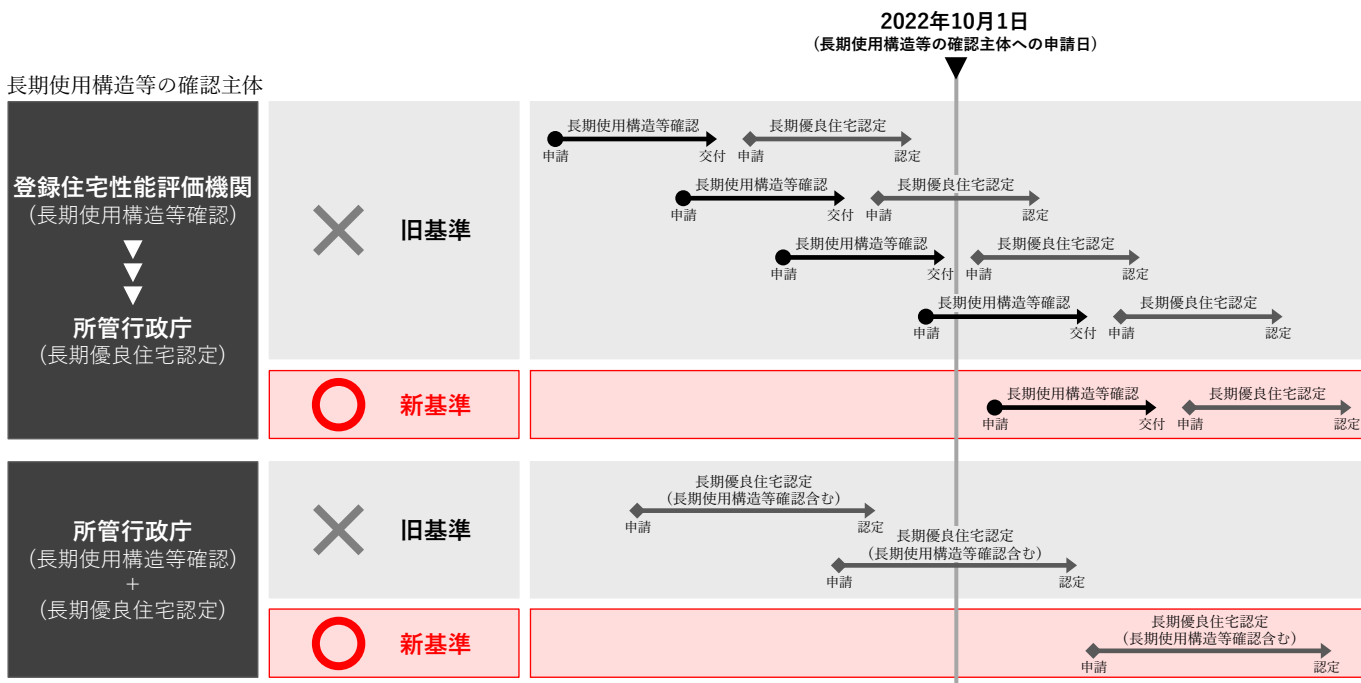 2022年10月1日
(長期使用構造等の確認主体への申請日)
長期使用構造等の確認主体
登録住宅性能評価機関
(長期使用構造等確認)
所管行政庁
(長期優良住宅認定)
旧基準
長期使用構造等確認
申請
交付
長期優良住宅認定
申請
認定
長期使用構造等確認
申請
交付
長期優良住宅認定
申請
認定
長期使用構造等確認
申請
交付
長期優良住宅認定
申請
認定
長期使用構造等確認
申請
交付
長期優良住宅認定
申請
認定
新基準
長期使用構造等確認
申請
交付
長期優良住宅認定
申請
認定
所管行政庁
(長期使用構造等確認)
+
(長期優良住宅認定)
旧基準
長期優良住宅認定
(長期使用構造等確認含む)
申請
認定
長期優良住宅認定
(長期使用構造等確認含む)
申請
認定
新基準
長期優良住宅認定
(長期使用構造等確認含む)
申請
認定